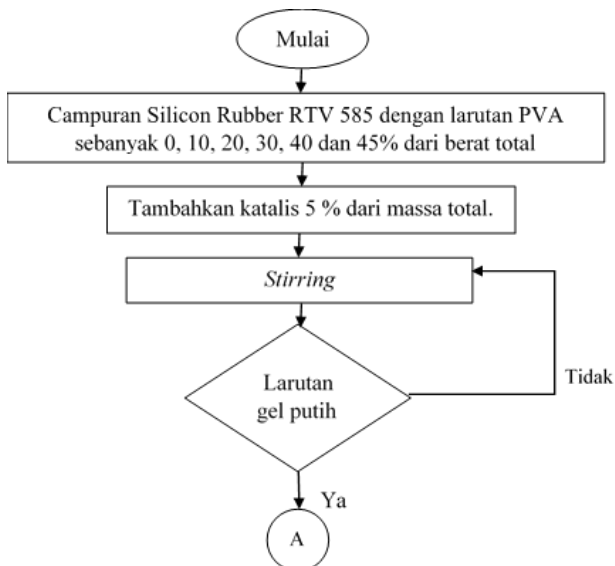 Mulai
Campuran Silicon Rubber RTV 585 dengan larutan PVA
sebanyak 0, 10, 20, 30, 40 dan 45% dari berat total
Tambahkan katalis 5 % dari massa total.
Stirring
Larutan
gel putih
Tidak
Ya
A